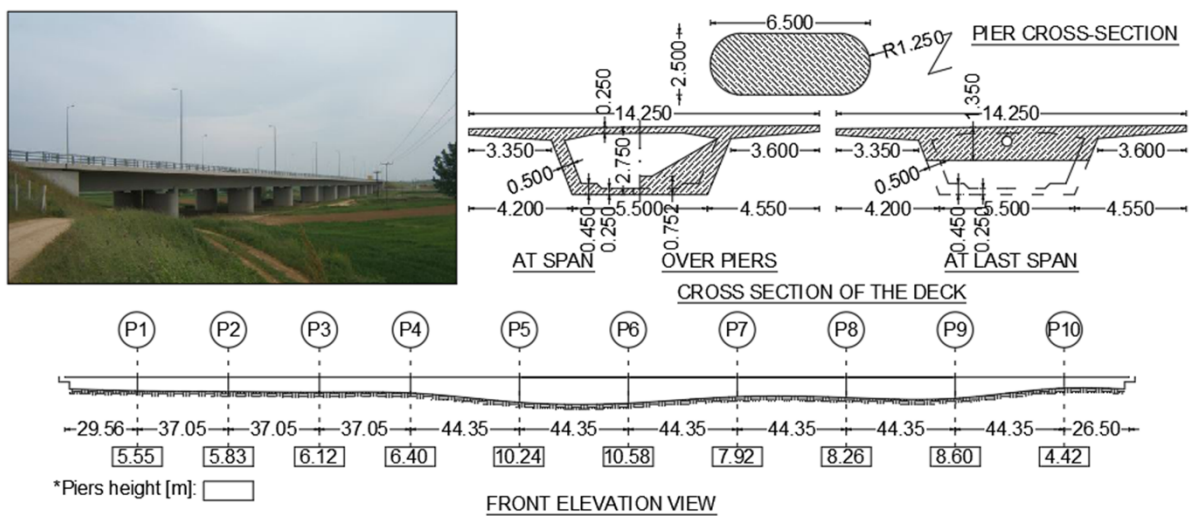 6.500
2.500
R1.250
PIER CROSS-SECTION
0.250
14.250
3.350
0.500
2.750
3.600
4.200
0.450
0.250
5.500
0.752
4.550
AT SPAN
OVER PIERS
1.350
14.250
3.350
0.500
3.600
4.200
0.450
0.250
5.500
4.550
AT LAST SPAN
CROSS SECTION OF THE DECK
P1 P2 P3 P4 P5 P6 P7 P8 P9 P10
29.56 37.05 37.05 37.05 44.35 44.35 44.35 44.35 44.35 44.35 26.50
5.55 5.83 6.12 6.40 10.24 10.58 7.92 8.26 8.60 4.42
*Piers height [m]:
FRONT ELEVATION VIEW